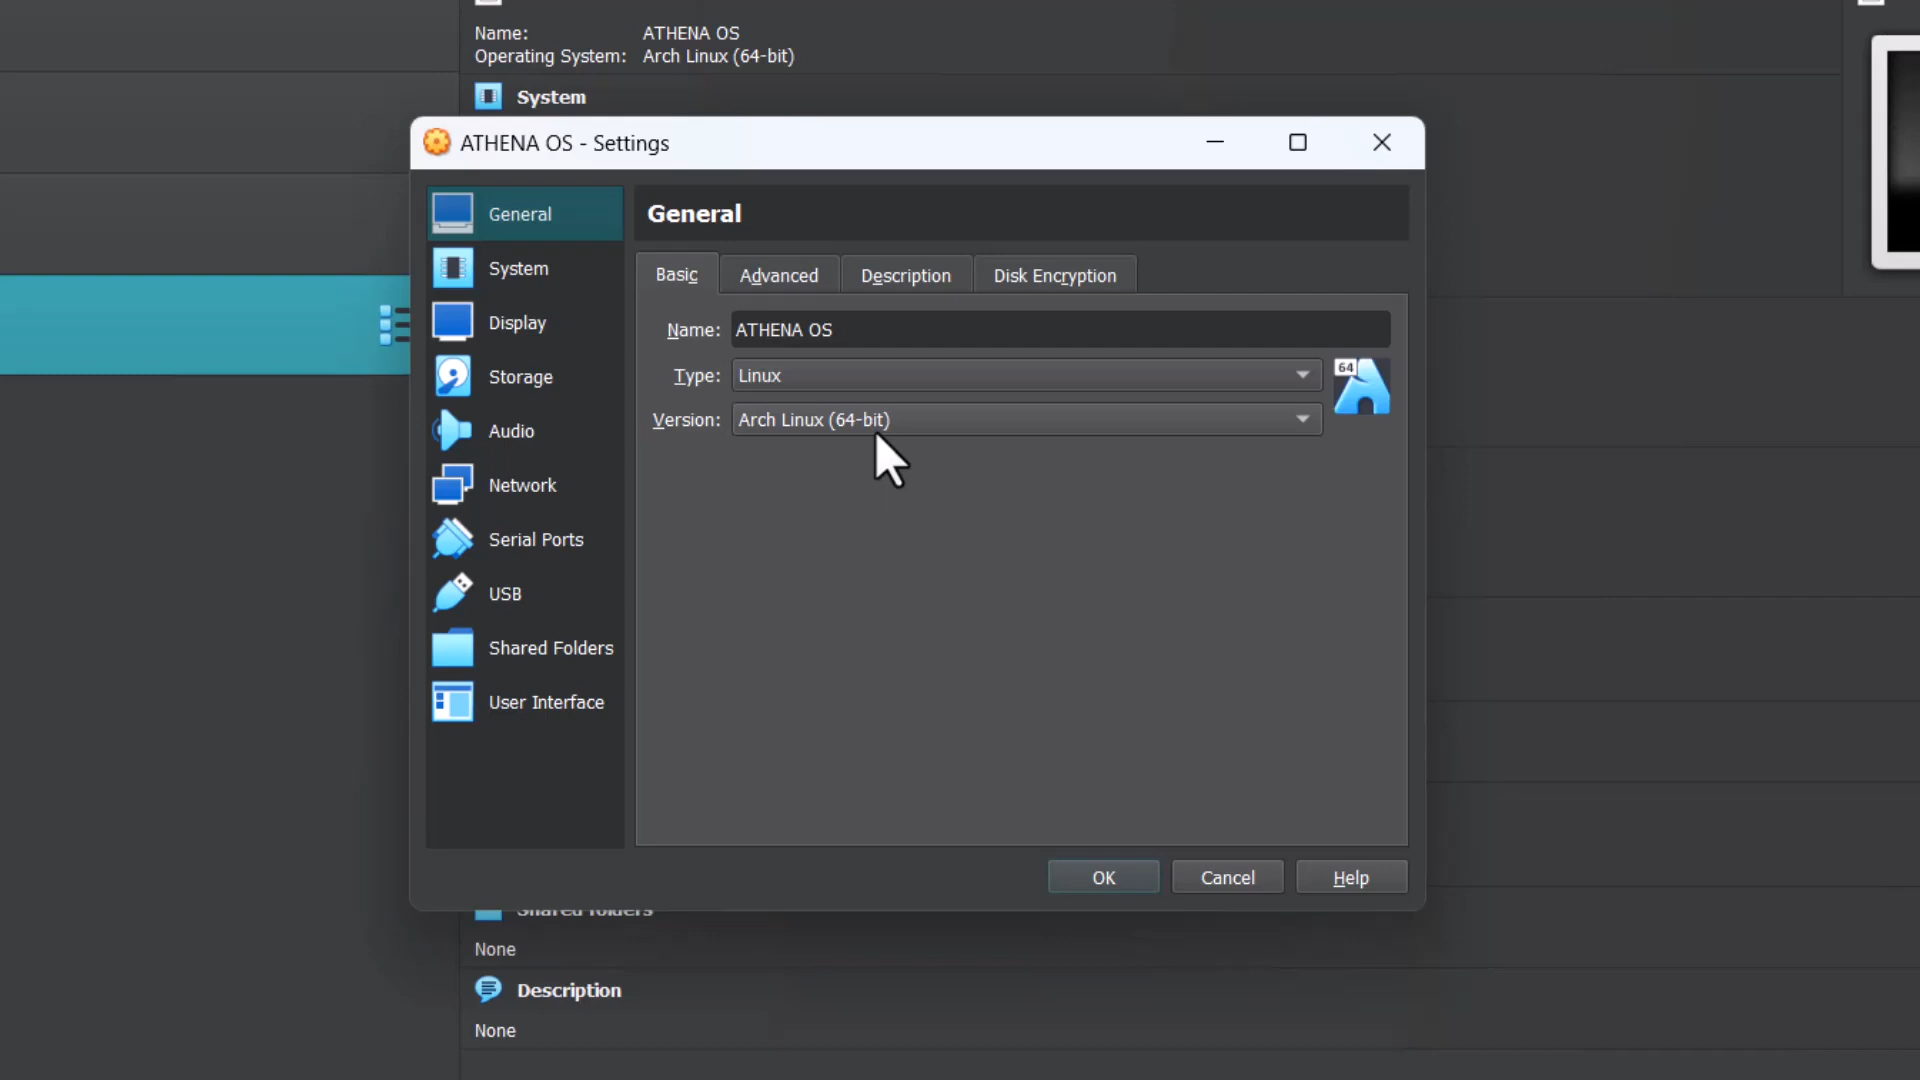 Name: ATHENA OS
Operating System: Arch Linux (64-bit)
System
ATHENA OS - Settings
General
System
Display
Storage
Audio
Network
Serial Ports
USB
Shared Folders
User Interface
General
Basic Advanced Description Disk Encryption
Name: ATHENA OS
Type: Linux
64
Version: Arch Linux (64-bit)
OK Cancel Help
Shared folders
None
Description
None